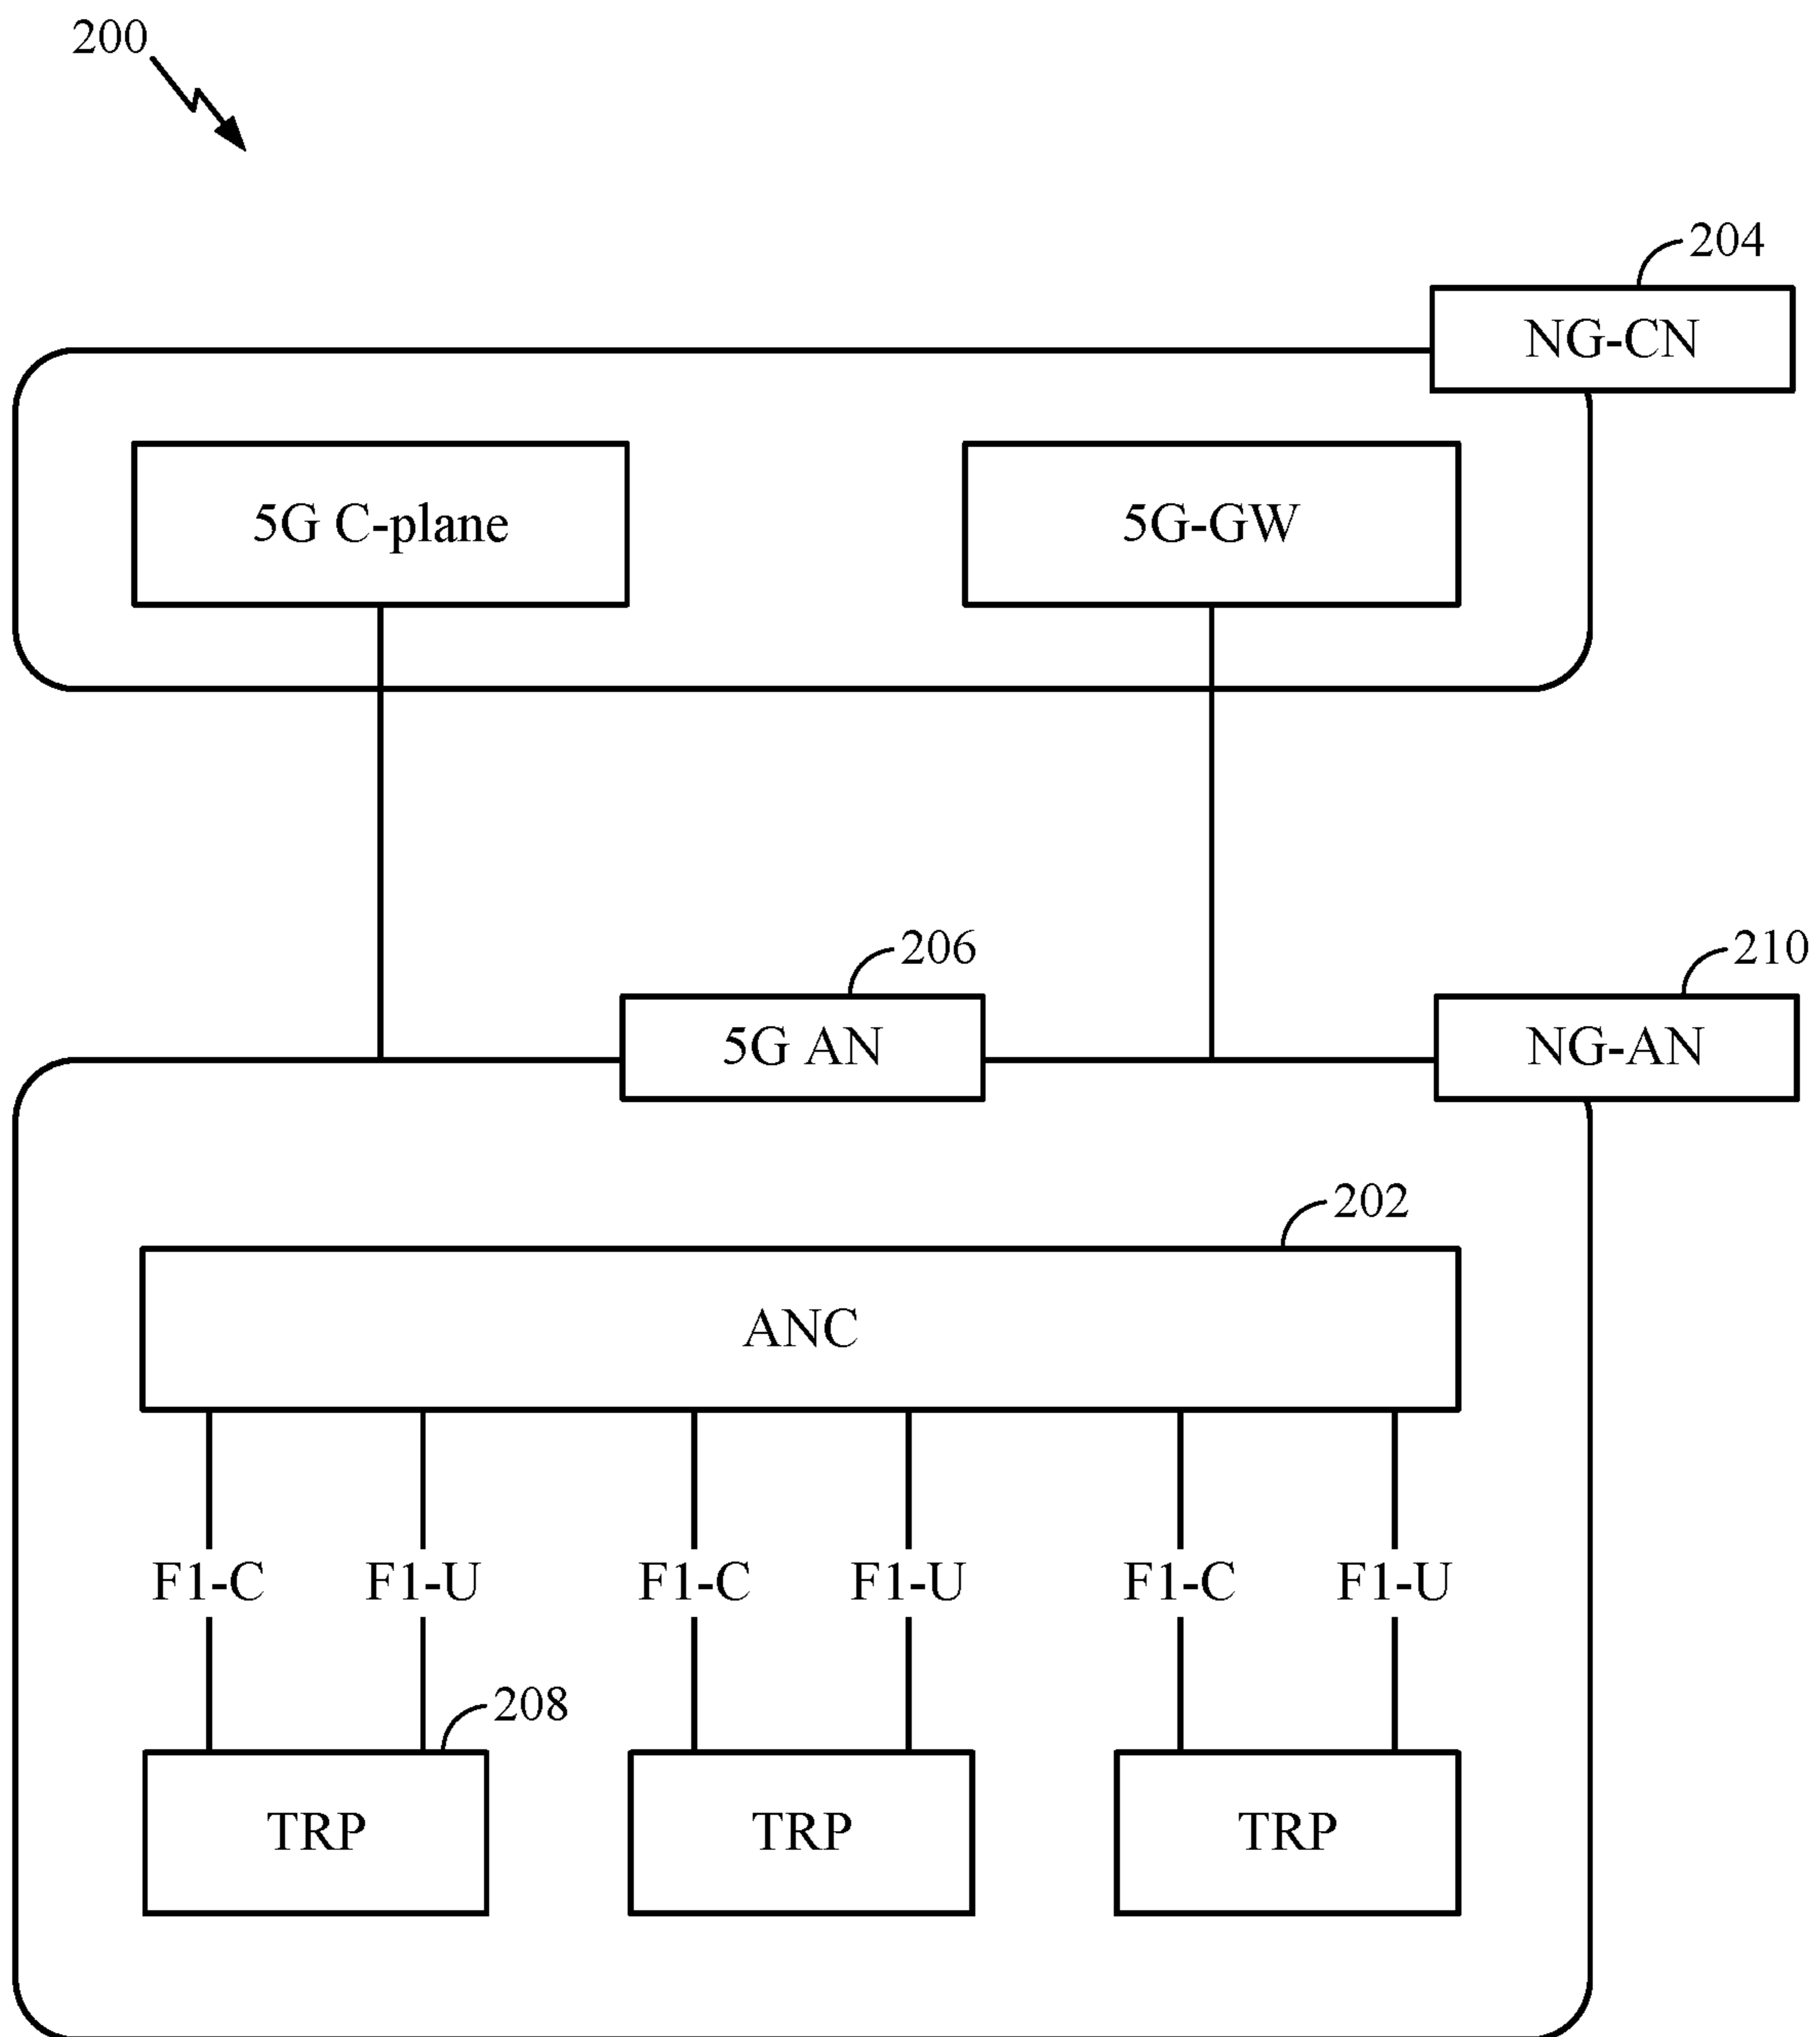 200
204
NG-CN
5G C-plane 5G-GW
206 210
5G AN NG-AN
202
ANC
F1-C F1-U F1-C F1-U F1-C F1-U
208
TRP TRP TRP